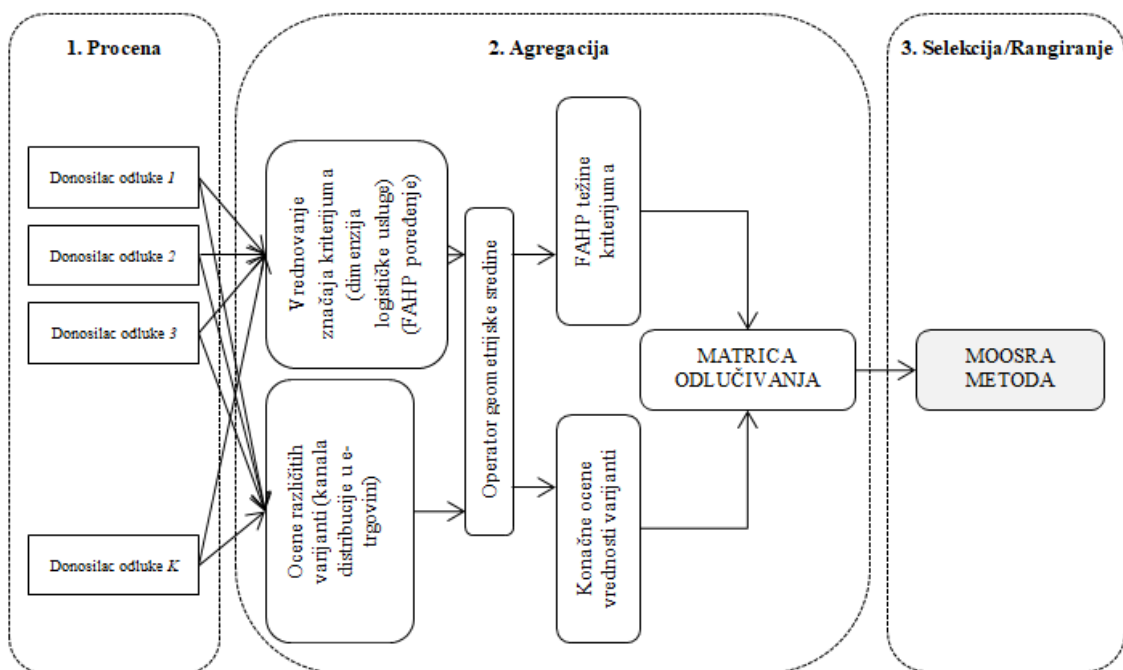 1. Procena
2. Agregacija
3. Selekcija/Rangiranje
Donosilac odluke 1
Donosilac odluke 2
Donosilac odluke 3
Donosilac odluke K
Vrednovanje
značaja kriterijuma
(dimenzija
logističke usluge)
(FAHP poređenje)
Ocene različitih
varijanti (kanala
distribucije u e-
trgovini)
Operator geometrijske sredine
FAHP težine
kriterijuma
Konačne ocene
vrednosti varijanti
MATRICA
ODLUČIVANJA
MOOSRA
METODA